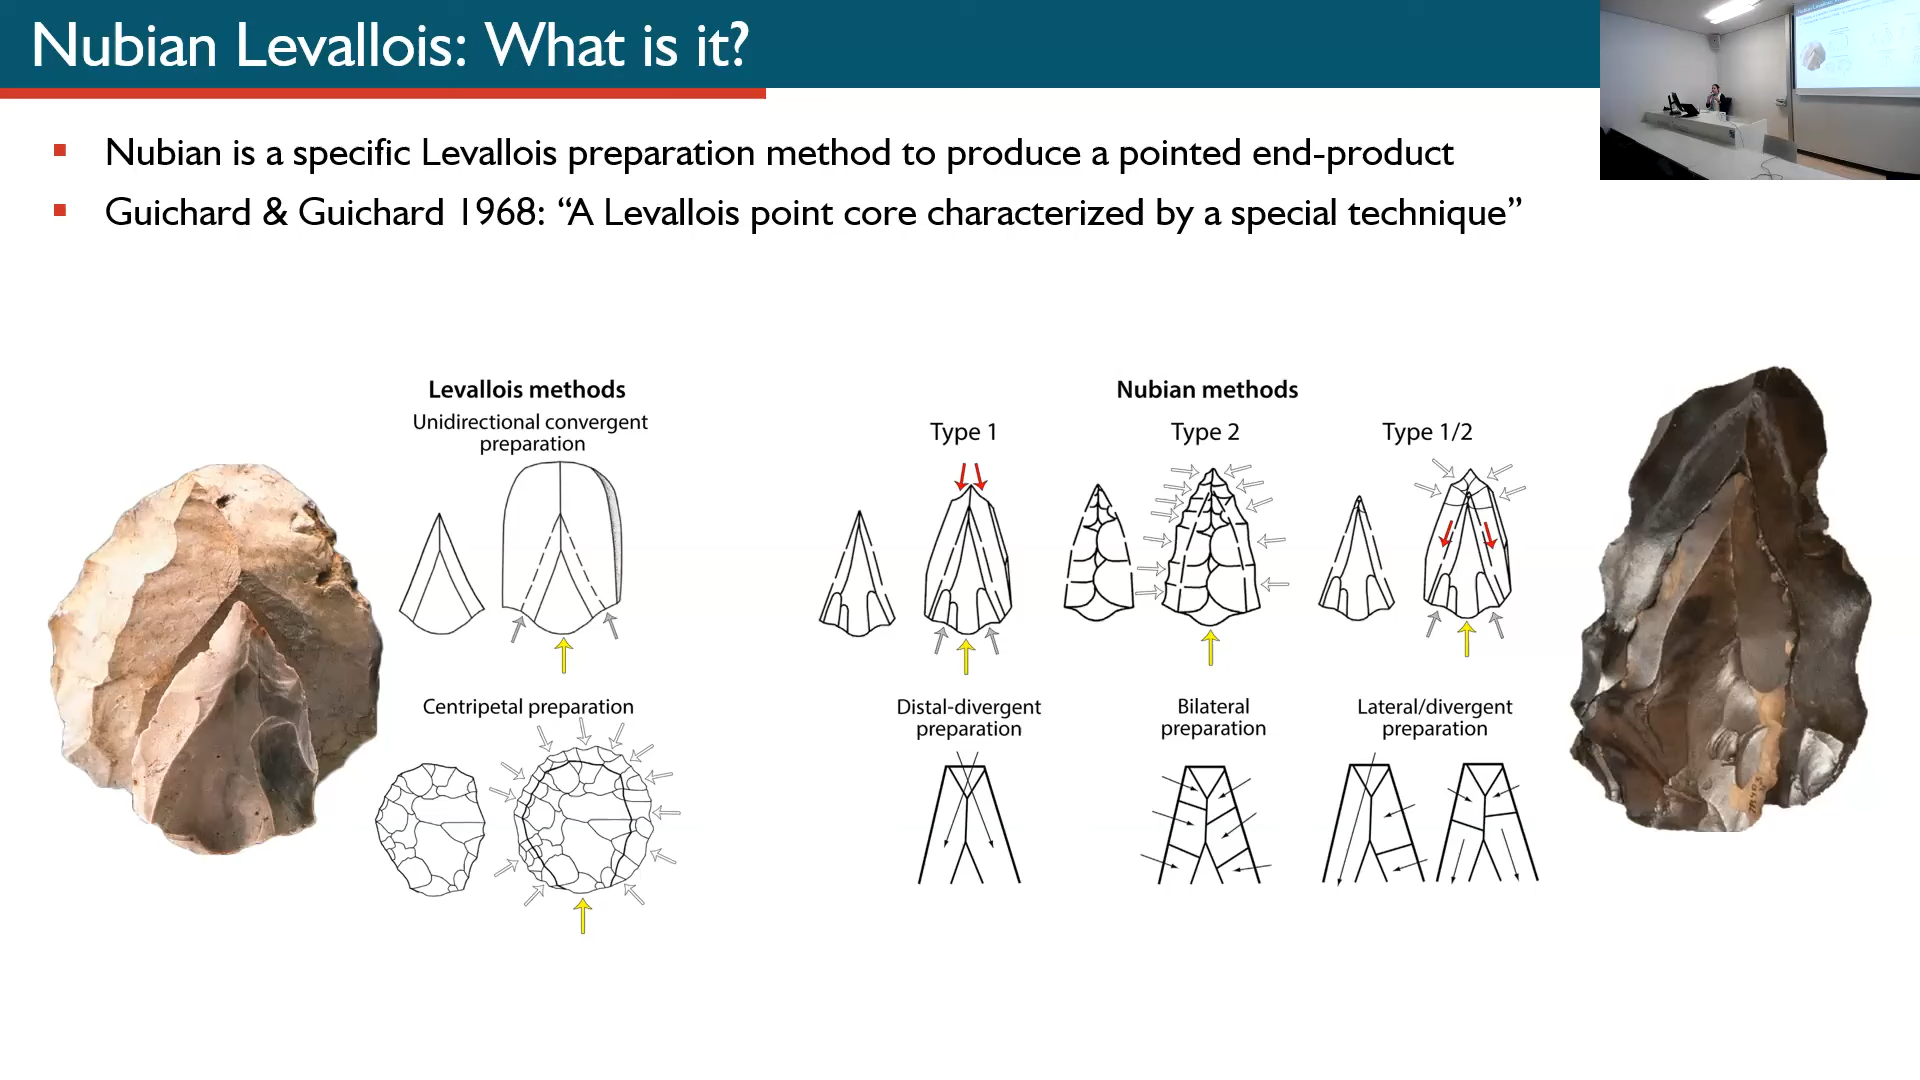 Nubian Levallois: What is it?
Nubian is a specific Levallois preparation method to produce a pointed end-product
Guichard & Guichard 1968: “A Levallois point core characterized by a special technique”
Levallois methods
Unidirectional convergent
preparation
Centripetal preparation
Nubian methods
Type 1
Type 2
Type 1/2
Distal-divergent
preparation
Bilateral
preparation
Lateral/divergent
preparation